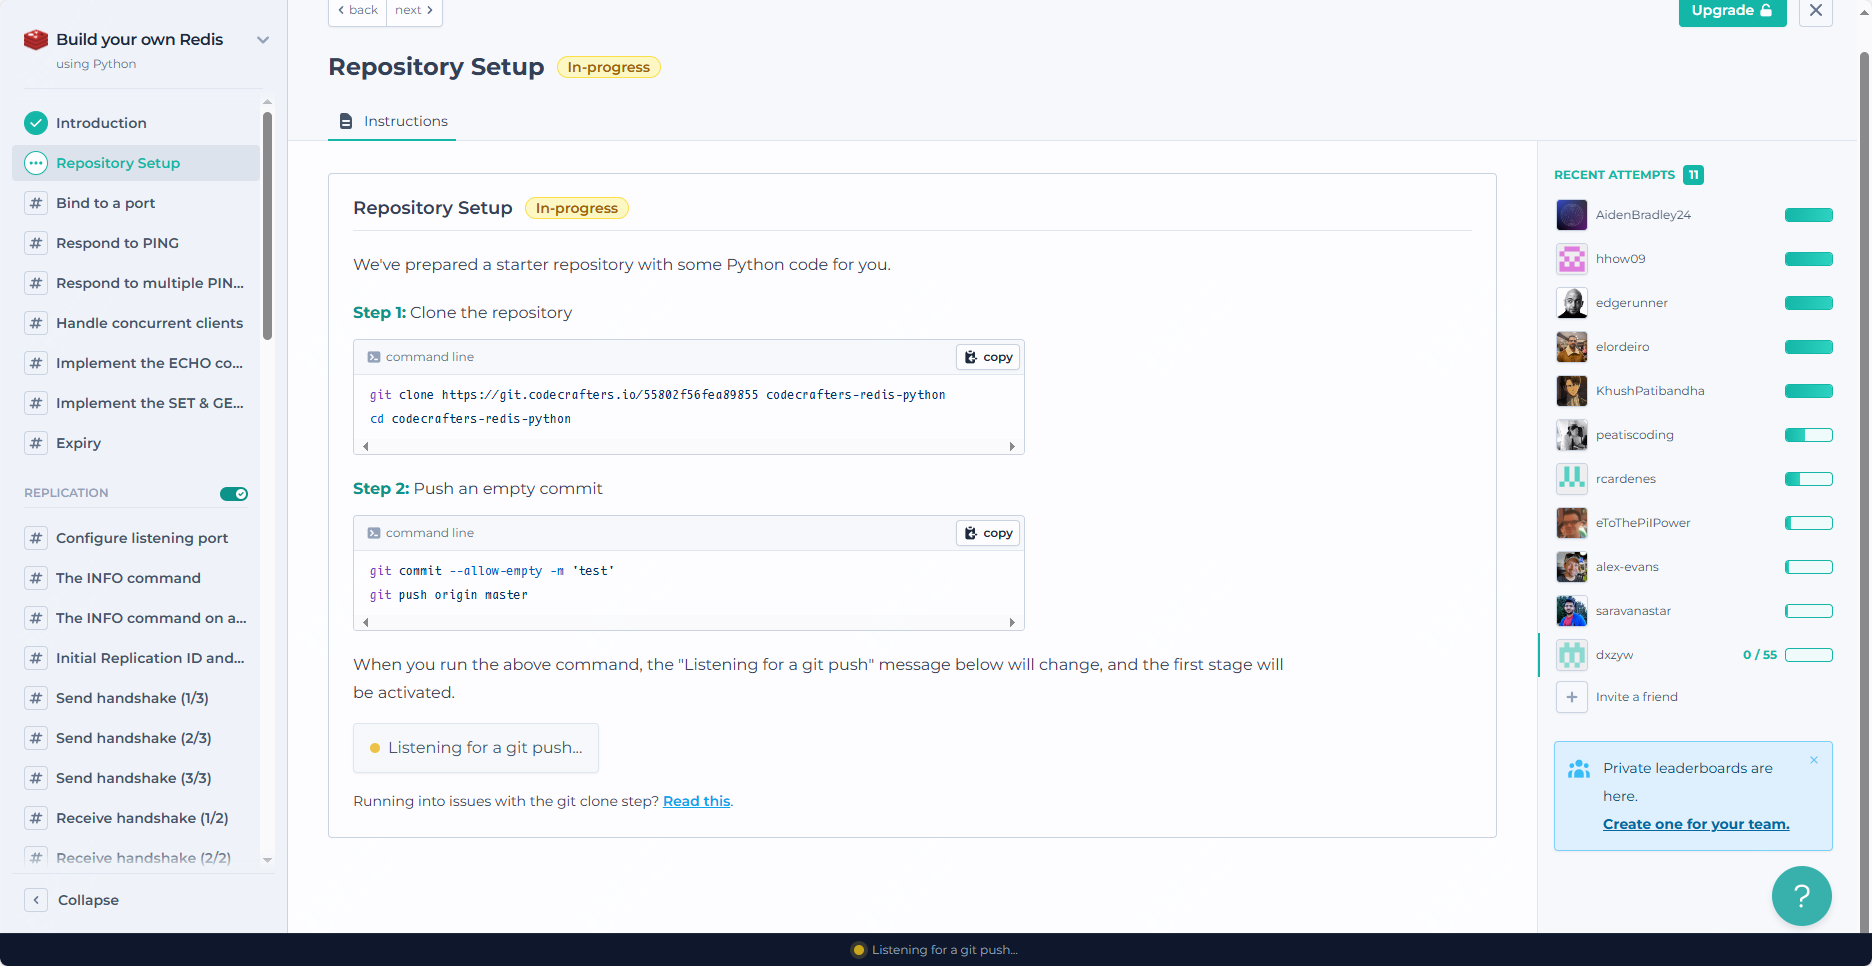 Build your own Redis
using Python
Introduction
Repository Setup
Bind to a port
Respond to PING
Respond to multiple PIN...
Handle concurrent clients
Implement the ECHO co...
Implement the SET & GE...
Expiry
REPLICATION
Configure listening port
The INFO command
The INFO command on a...
Initial Replication ID and...
Send handshake (1/3)
Send handshake (2/3)
Send handshake (3/3)
Receive handshake (1/2)
Receive handshake (2/2)
Collapse
back next
Upgrade
Repository Setup In-progress
Instructions
Repository Setup In-progress
We've prepared a starter repository with some Python code for you.
Step 1: Clone the repository
command line copy
git clone https://git.codecrafters.io/55802f56fea89855 codecrafters-redis-python
cd codecrafters-redis-python
Step 2: Push an empty commit
command line copy
git commit --allow-empty -m 'test'
git push origin master
When you run the above command, the "Listening for a git push" message below will change, and the first stage will
be activated.
Listening for a git push...
Running into issues with the git clone step? Read this.
RECENT ATTEMPTS 11
AidenBradley24
hhow09
edgerunner
elordeiro
KhushPatibandha
peatiscoding
rcardenes
eToThePiIPower
alex-evans
saravanastar
dxzyw 0 / 55
Invite a friend
Private leaderboards are
here.
Create one for your team.
?
Listening for a git push...